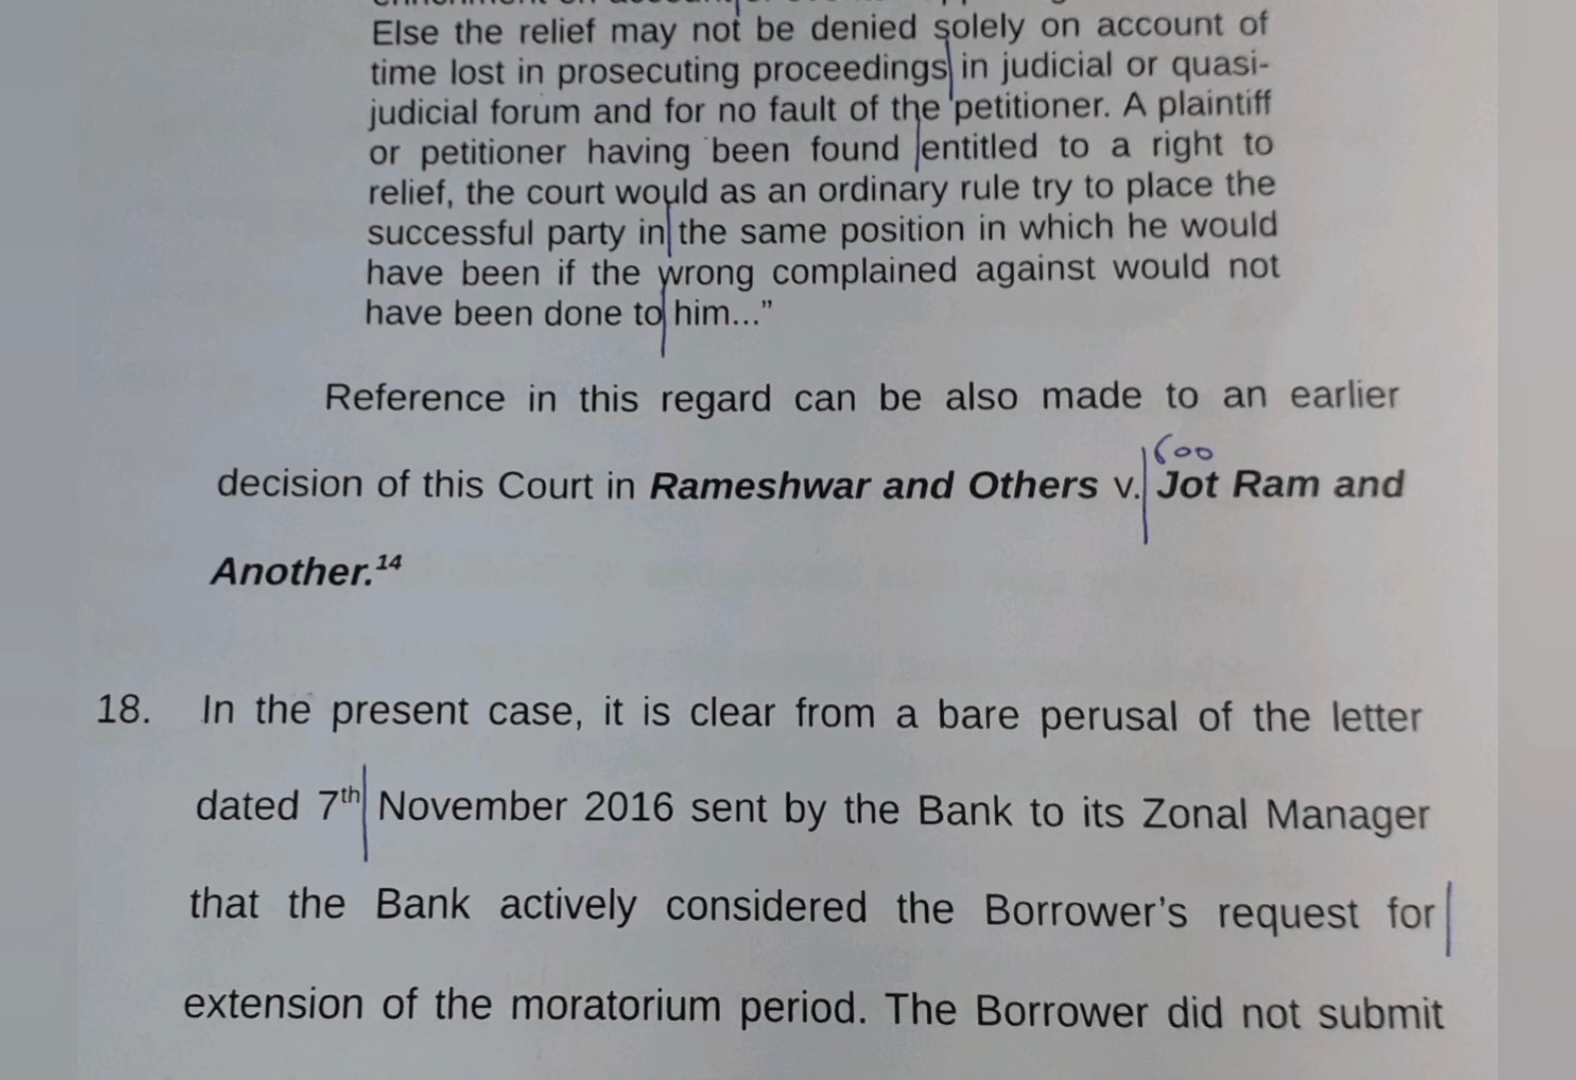 Else the relief may not be denied solely on account of
time lost in prosecuting proceedings in judicial or quasi-
judicial forum and for no fault of the petitioner. A plaintiff
or petitioner having been found entitled to a right to
relief, the court would as an ordinary rule try to place the
successful party in the same position in which he would
have been if the wrong complained against would not
have been done to him...”
Reference in this regard can be also made to an earlier
600
decision of this Court in Rameshwar and Others v. Jot Ram and
Another.14
18. In the present case, it is clear from a bare perusal of the letter
dated 7th November 2016 sent by the Bank to its Zonal Manager
that the Bank actively considered the Borrower’s request for
extension of the moratorium period. The Borrower did not submit